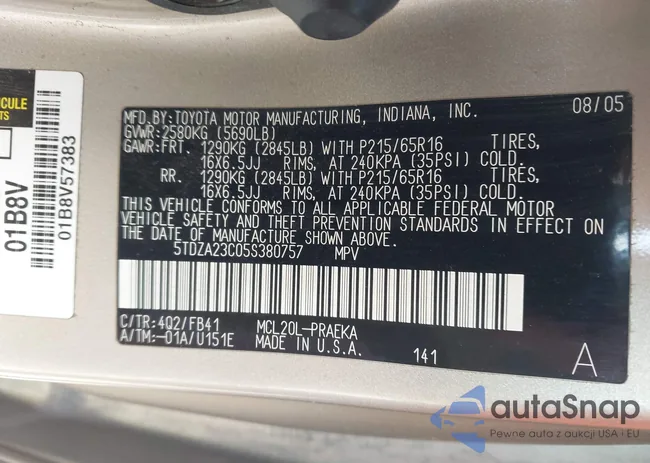 ICULE
TS
01B8V
01B8V57383
MFD.BY:TOYOTA MOTOR MANUFACTURING, INDIANA, INC. 08/05
GVWR:2580KG (5690LB)
GAWR:FRT. 1290KG (2845LB) WITH P215/65R16 TIRES,
16X6.5JJ RIMS, AT 240KPA (35PSI) COLD.
RR. 1290KG (2845LB) WITH P215/65R16 TIRES,
16X6.5JJ RIMS, AT 240KPA (35PSI) COLD.
THIS VEHICLE CONFORMS TO ALL APPLICABLE FEDERAL MOTOR
VEHICLE SAFETY AND THEFT PREVENTION STANDARDS IN EFFECT ON
THE DATE OF MANUFACTURE SHOWN ABOVE.
5TDZA23C05S380757 MPV
C/TR:4Q2/FB41 MCL20L-PRAEKA
A/TM:-01A/U151E MADE IN U.S.A. 141 A
autaSnap
Pewne auta z aukcji USA i EU